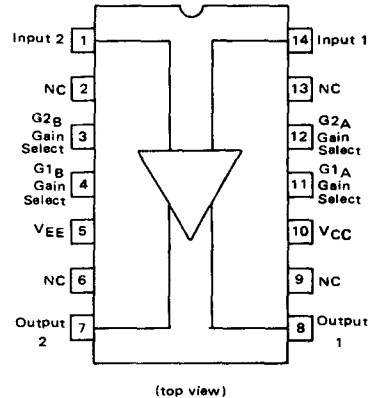 Input 2 1
14 Input 1
NC 2
13 NC
G2B
Gain
Select
3
12
G2A
Gain
Select
G1B
Gain
Select
4
11
G1A
Gain
Select
VEE 5
10 VCC
NC 6
9 NC
Output
2
7
8
Output
1
(top view)